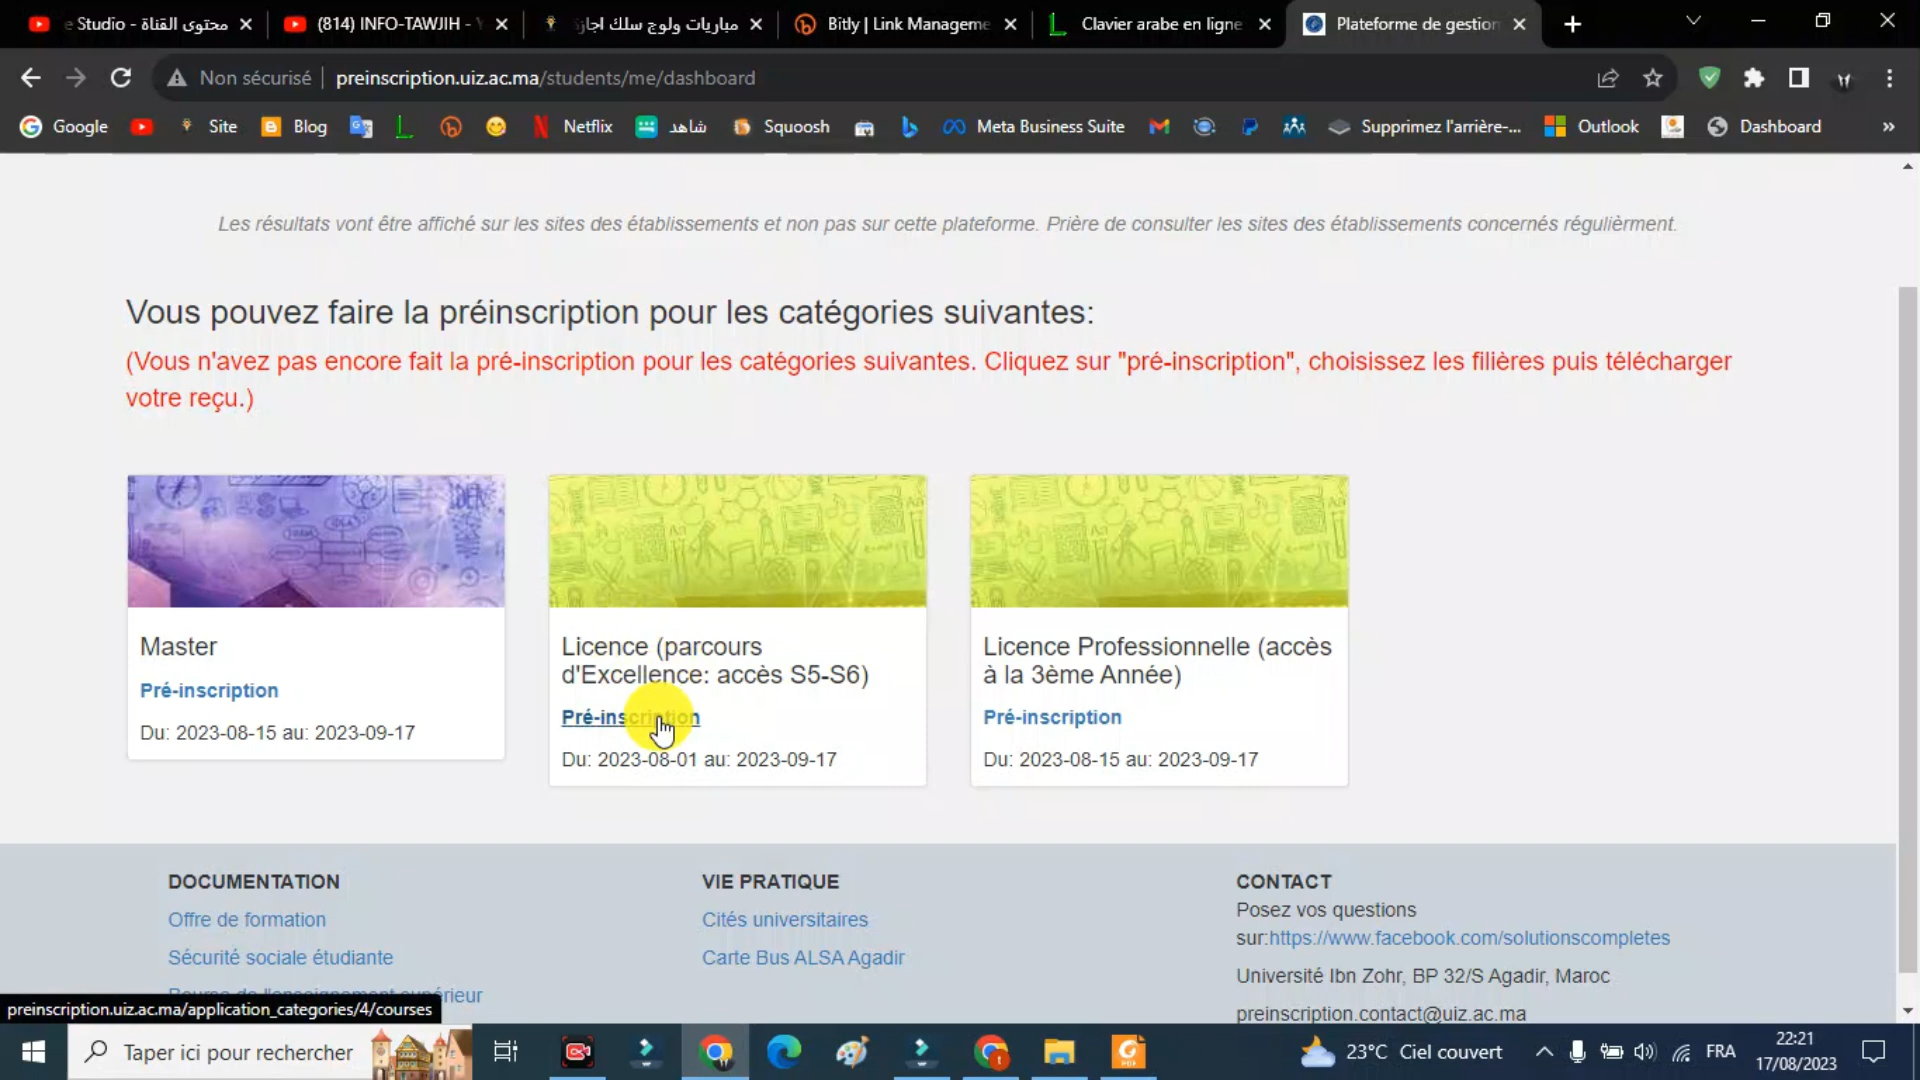 e Studio - محتوى القناة
(814) INFO-TAWJIH -
مباريات ولوج سلك اجازة
Bitly | Link Manageme
Clavier arabe en ligne
Plateforme de gestion
Non sécurisé
preinscription.uiz.ac.ma/students/me/dashboard
Google
Site
Blog
Netflix
شاهد
Squoosh
Meta Business Suite
Supprimez l'arrière-...
Outlook
Dashboard
»
Les résultats vont être affiché sur les sites des établissements et non pas sur cette plateforme. Prière de consulter les sites des établissements concernés régulièrment.
Vous pouvez faire la préinscription pour les catégories suivantes:
(Vous n'avez pas encore fait la pré-inscription pour les catégories suivantes. Cliquez sur "pré-inscription", choisissez les filières puis télécharger
votre reçu.)
Master
Pré-inscription
Du: 2023-08-15 au: 2023-09-17
Licence (parcours
d'Excellence: accès S5-S6)
Pré-inscription
Du: 2023-08-01 au: 2023-09-17
Licence Professionnelle (accès
à la 3ème Année)
Pré-inscription
Du: 2023-08-15 au: 2023-09-17
DOCUMENTATION
Offre de formation
Sécurité sociale étudiante
Bourse de l'enseignement supérieur
VIE PRATIQUE
Cités universitaires
Carte Bus ALSA Agadir
CONTACT
Posez vos questions
sur:https://www.facebook.com/solutionscompletes
Université Ibn Zohr, BP 32/S Agadir, Maroc
preinscription.contact@uiz.ac.ma
preinscription.uiz.ac.ma/application_categories/4/courses
Taper ici pour rechercher
23°C Ciel couvert
FRA
22:21
17/08/2023